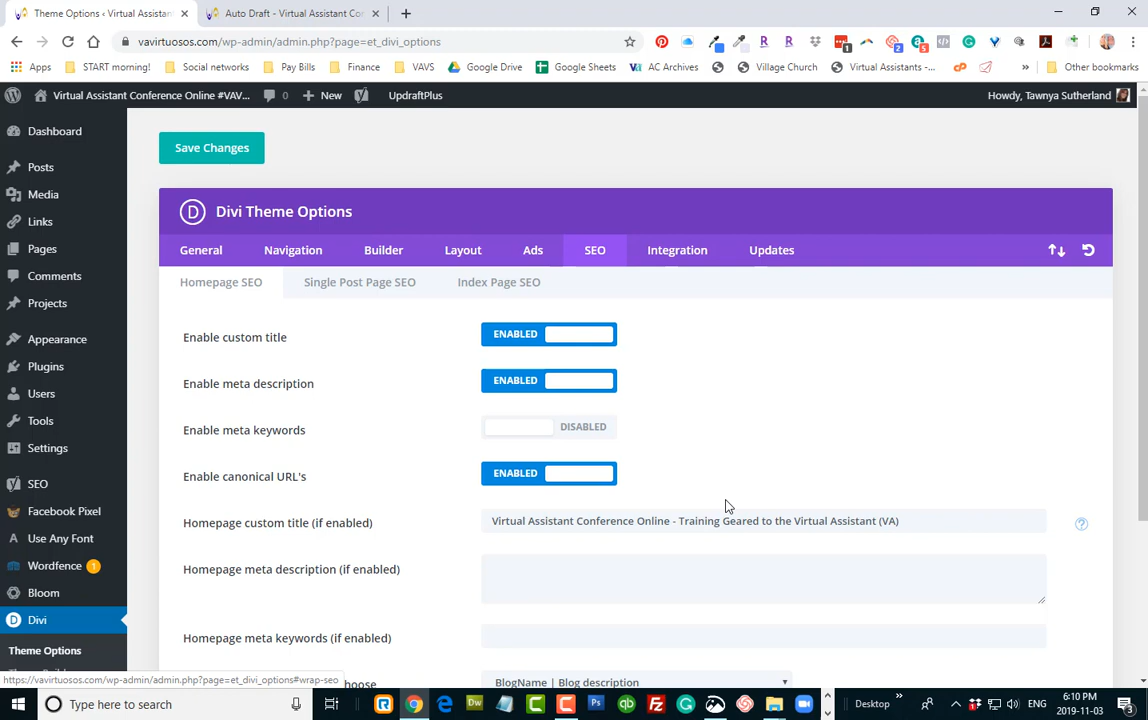 Theme Options ‹ Virtual Assistant
Auto Draft - Virtual Assistant Con
vavirtuosos.com/wp-admin/admin.php?page=et_divi_options
Apps
START morning!
Social networks
Pay Bills
Finance
VAVS
Google Drive
Google Sheets
AC Archives
Village Church
Virtual Assistants -...
Other bookmarks
Virtual Assistant Conference Online #VAV...
0
New
UpdraftPlus
Howdy, Tawnya Sutherland
Dashboard
Posts
Media
Links
Pages
Comments
Projects
Appearance
Plugins
Users
Tools
Settings
SEO
Facebook Pixel
Use Any Font
Wordfence 1
Bloom
Divi
Theme Options
Save Changes
Divi Theme Options
General
Navigation
Builder
Layout
Ads
SEO
Integration
Updates
Homepage SEO
Single Post Page SEO
Index Page SEO
Enable custom title
ENABLED
Enable meta description
ENABLED
Enable meta keywords
DISABLED
Enable canonical URL's
ENABLED
Homepage custom title (if enabled)
Virtual Assistant Conference Online - Training Geared to the Virtual Assistant (VA)
Homepage meta description (if enabled)
Homepage meta keywords (if enabled)
hoose
BlogName | Blog description
https://vavirtuosos.com/wp-admin/admin.php?page=et_divi_options#wrap-seo
Type here to search
Desktop
ENG
6:10 PM
2019-11-03